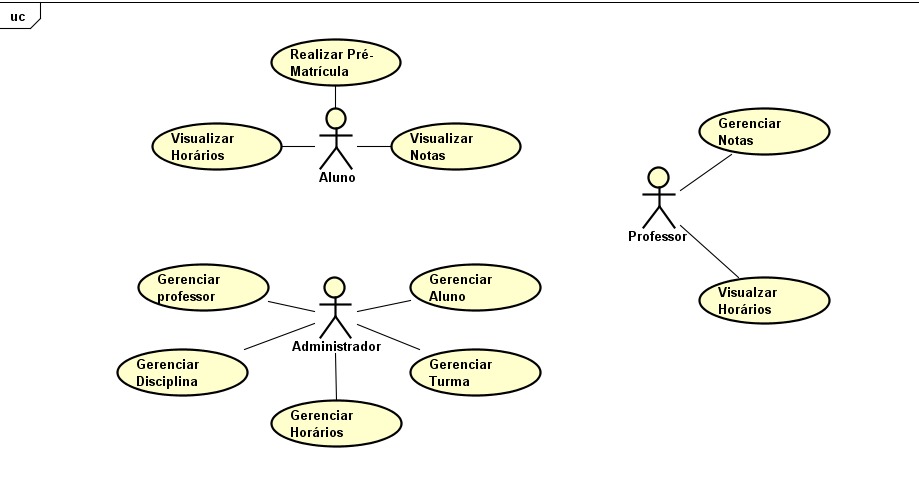 uc
Realizar Pré-
Matrícula
Visualizar
Horários
Visualizar
Notas
Aluno
Gerenciar
Notas
Professor
Visualzar
Horários
Gerenciar
professor
Gerenciar
Aluno
Administrador
Gerenciar
Disciplina
Gerenciar
Turma
Gerenciar
Horários